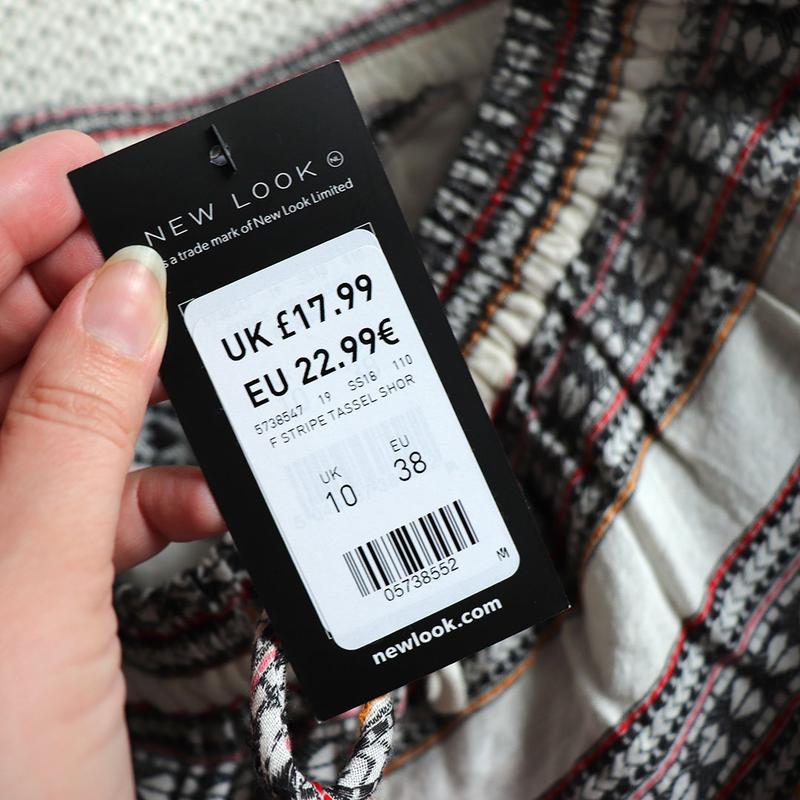 NEW LOOK NL
is a trade mark of New Look Limited
UK £17.99
EU 22.99€
5738547 19 SS18 110
F STRIPE TASSEL SHOR
UK EU
10 38
05738552
M
newlook.com